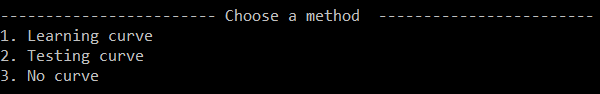 ------------------------ Choose a method  ------------------------
1. Learning curve
2. Testing curve
3. No curve